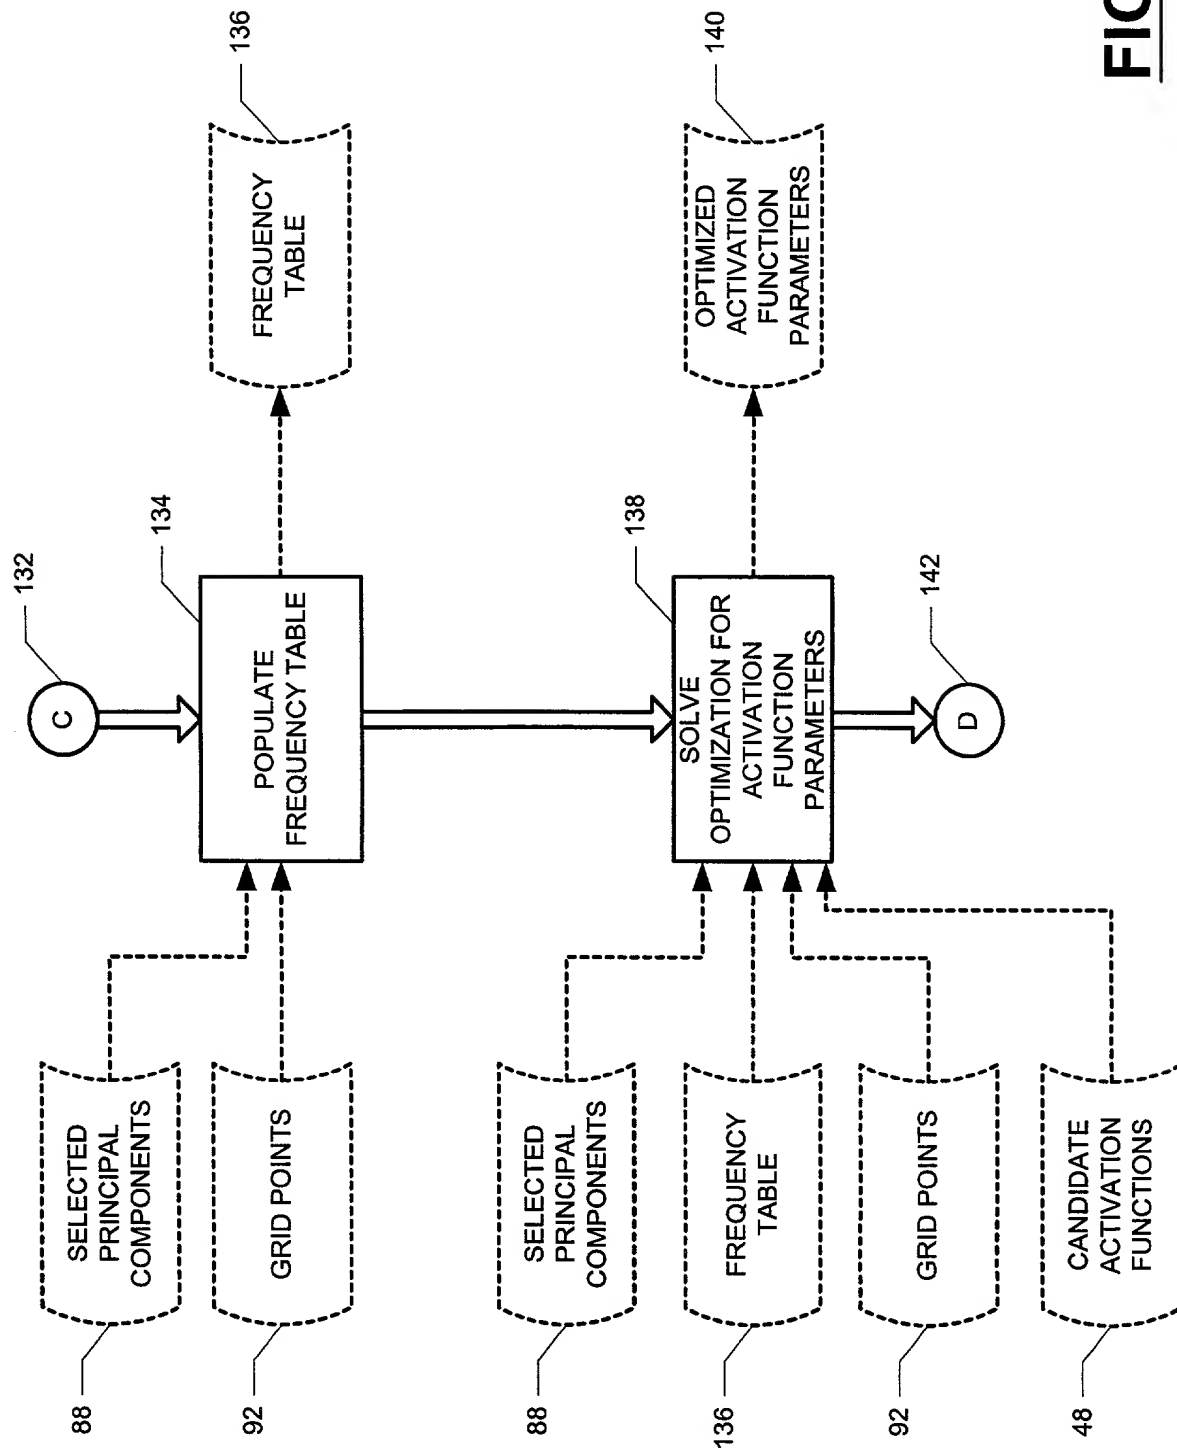 C
132
POPULATE
FREQUENCY TABLE
134
SELECTED
PRINCIPAL
COMPONENTS
88
GRID POINTS
92
FREQUENCY
TABLE
136
SOLVE
OPTIMIZATION FOR
ACTIVATION
FUNCTION
PARAMETERS
138
SELECTED
PRINCIPAL
COMPONENTS
88
FREQUENCY
TABLE
136
GRID POINTS
92
CANDIDATE
ACTIVATION
FUNCTIONS
48
OPTIMIZED
ACTIVATION
FUNCTION
PARAMETERS
140
D
142